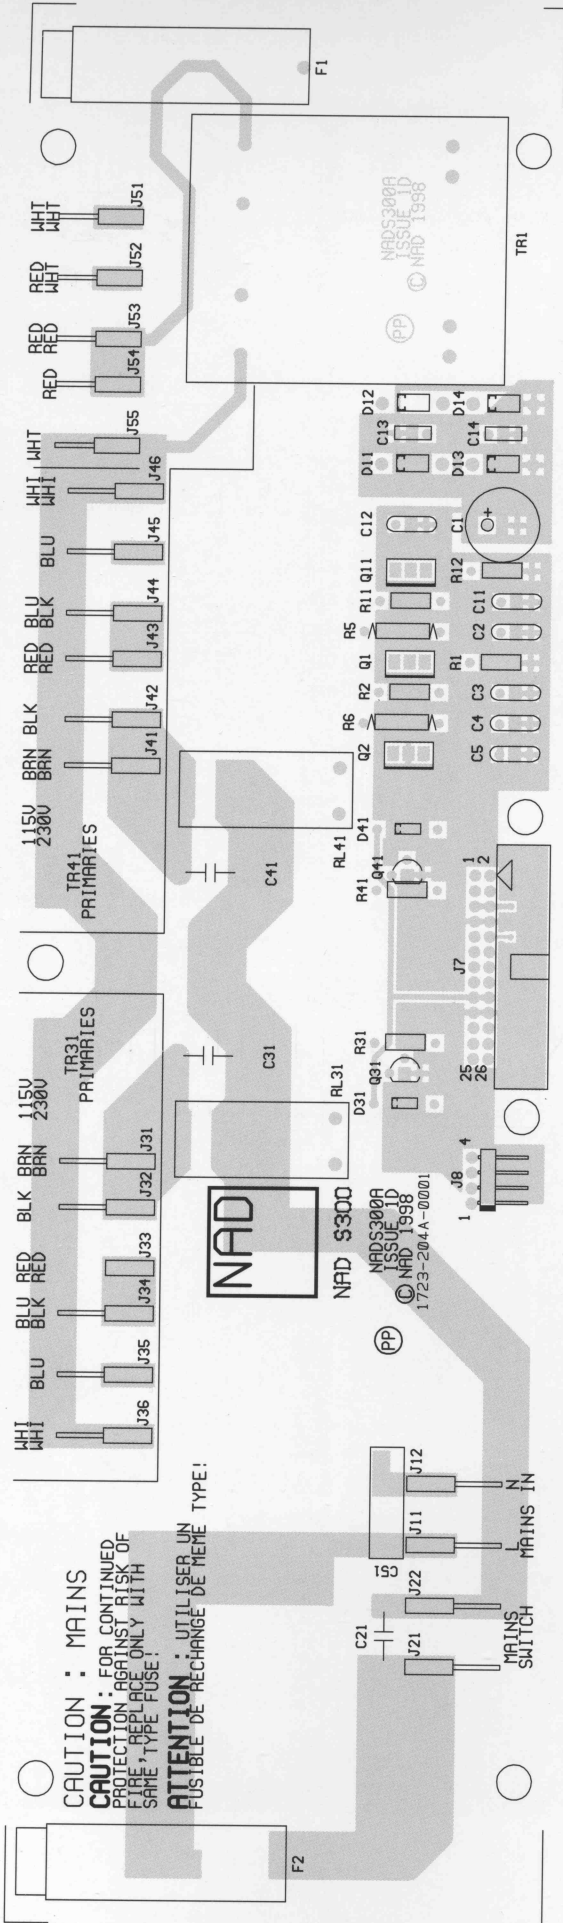 F1
J51
WHT
WHT
J52
RED
WHT
J53
RED
RED
J54
RED
J55
WHT
NADS300A
ISSUE 1D
© NAD 1998
PP
TR1
J46
WHI
WHI
J45
BLU
J44
BLU
BLK
J43
RED
RED
J42
BLK
J41
BRN
BRN
115V
230V
TR41
PRIMARIES
D12
D14
C13
C14
D11
D13
C12
C1
+
Q11
R12
R11
C11
R5
C2
Q1
R1
R2
C3
R6
C4
Q2
C5
RL41
C41
D41
Q41
R41
1
2
J7
25
26
R31
Q31
D31
C31
RL31
TR31
PRIMARIES
115V
230V
J31
BRN
BRN
J32
BLK
J33
RED
RED
J34
BLU
BLK
J35
BLU
J36
WHI
WHI
4
J8
1
NAD
NAD S300
NADS300A
ISSUE 1D
© NAD 1998
1723-204A-0001
PP
J12
N
J11
L
MAINS IN
CS1
J22
C21
J21
MAINS
SWITCH
CAUTION : MAINS
CAUTION : FOR CONTINUED
PROTECTION AGAINST RISK OF
FIRE, REPLACE ONLY WITH
SAME TYPE FUSE!
ATTENTION : UTILISER UN
FUSIBLE DE RECHANGE DE MEME TYPE!
F2